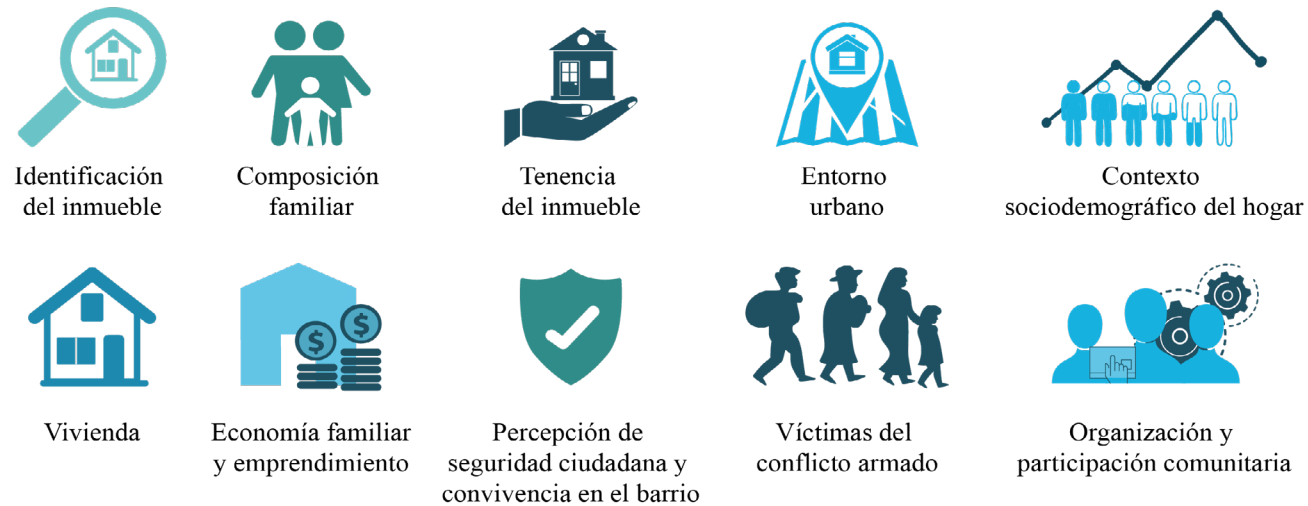 Identificación
del inmueble
Composición
familiar
Tenencia
del inmueble
Entorno
urbano
Contexto
sociodemográfico del hogar
$
$
Vivienda
Economía familiar
y emprendimiento
Percepción de
seguridad ciudadana y
convivencia en el barrio
Víctimas del
conflicto armado
Organización y
participación comunitaria